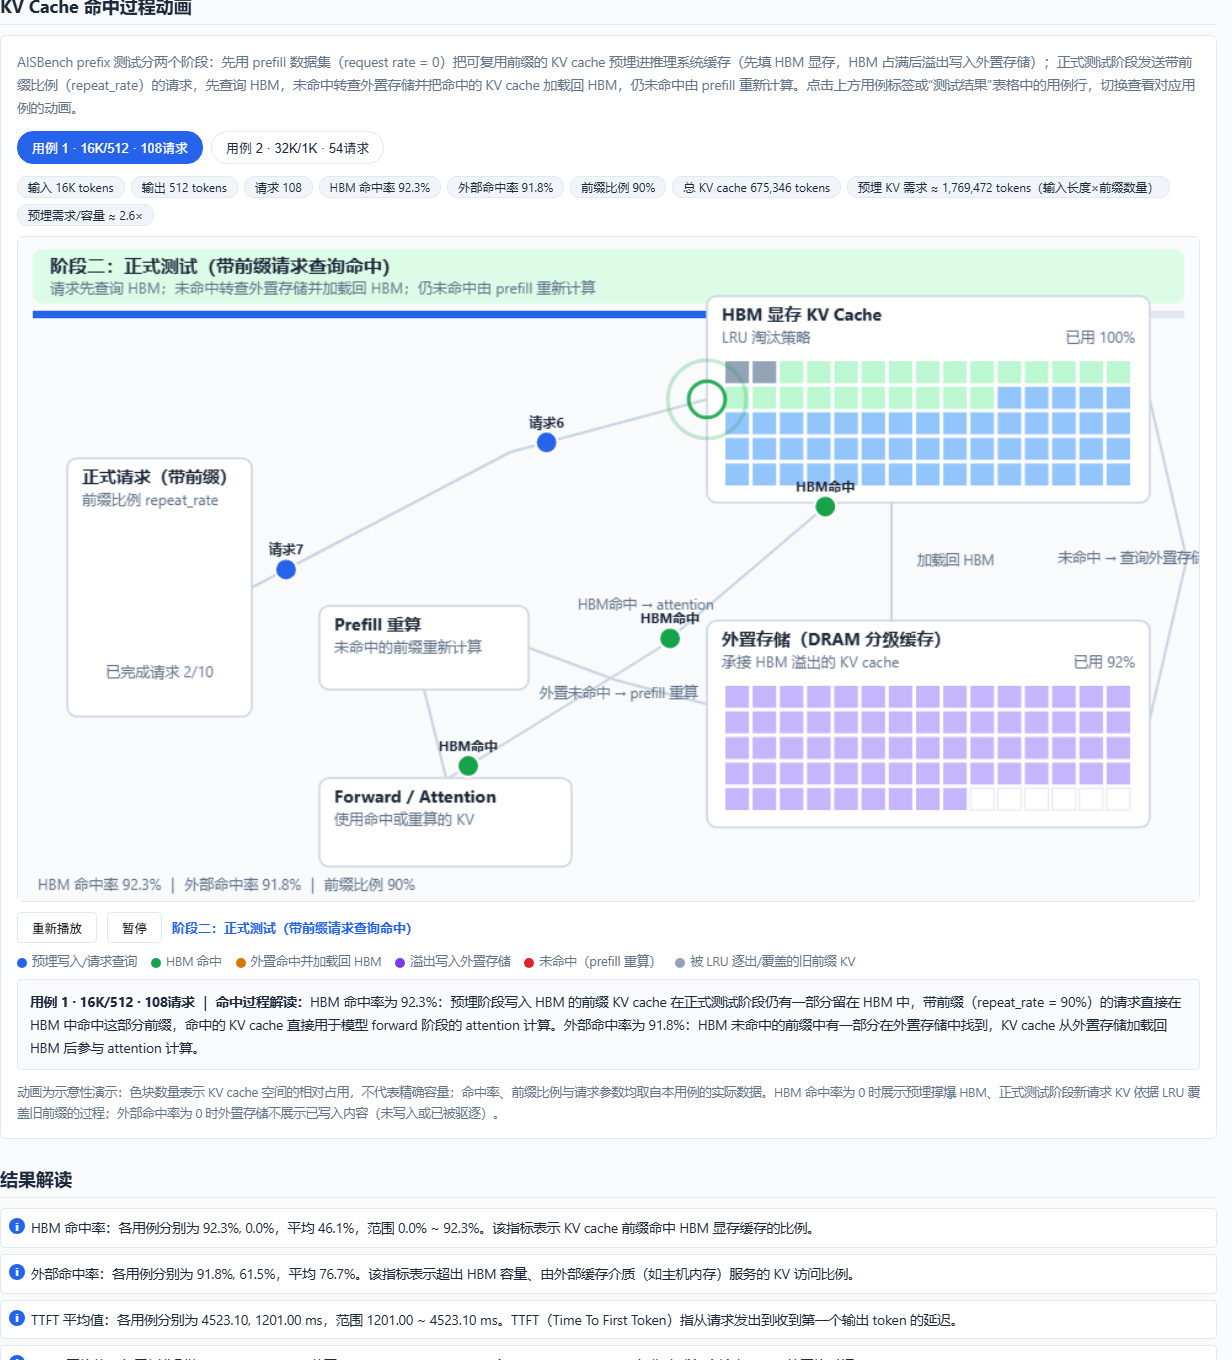 KV Cache 命中过程动画
AISBench prefix 测试分两个阶段：先用 prefill 数据集（request rate = 0）把可复用前缀的 KV cache 预埋进推理系统缓存（先填 HBM 显存，HBM 占满后溢出写入外置存储）；正式测试阶段发送带前
缀比例（repeat_rate）的请求，先查询 HBM，未命中转查外置存储并把命中的 KV cache 加载回 HBM，仍未命中由 prefill 重新计算。点击上方用例标签或“测试结果”表格中的用例行，切换查看对应用
例的动画。
用例 1 · 16K/512 · 108请求
用例 2 · 32K/1K · 54请求
输入 16K tokens
输出 512 tokens
请求 108
HBM 命中率 92.3%
外部命中率 91.8%
前缀比例 90%
总 KV cache 675,346 tokens
预埋 KV 需求 ≈ 1,769,472 tokens（输入长度×前缀数量）
预埋需求/容量 ≈ 2.6×
阶段二：正式测试（带前缀请求查询命中）
请求先查询 HBM；未命中转查外置存储并加载回 HBM；仍未命中由 prefill 重新计算
HBM 显存 KV Cache
LRU 淘汰策略
已用 100%
请求6
正式请求（带前缀）
前缀比例 repeat_rate
HBM命中
请求7
加载回 HBM
未命中 → 查询外置存储
HBM命中 → attention
HBM命中
Prefill 重算
未命中的前缀重新计算
外置存储（DRAM 分级缓存）
承接 HBM 溢出的 KV cache
已用 92%
已完成请求 2/10
外置未命中 → prefill 重算
HBM命中
Forward / Attention
使用命中或重算的 KV
HBM 命中率 92.3% | 外部命中率 91.8% | 前缀比例 90%
重新播放
暂停
阶段二：正式测试（带前缀请求查询命中）
预埋写入/请求查询
HBM 命中
外置命中并加载回 HBM
溢出写入外置存储
未命中（prefill 重算）
被 LRU 逐出/覆盖的旧前缀 KV
用例 1 · 16K/512 · 108请求 | 命中过程解读：HBM 命中率为 92.3%：预埋阶段写入 HBM 的前缀 KV cache 在正式测试阶段仍有一部分留在 HBM 中，带前缀（repeat_rate = 90%）的请求直接在
HBM 中命中这部分前缀，命中的 KV cache 直接用于模型 forward 阶段的 attention 计算。外部命中率为 91.8%：HBM 未命中的前缀中有一部分在外置存储中找到，KV cache 从外置存储加载回
HBM 后参与 attention 计算。
动画为示意性演示：色块数量表示 KV cache 空间的相对占用，不代表精确容量；命中率、前缀比例与请求参数均取自本用例的实际数据。HBM 命中率为 0 时展示预埋撑爆 HBM、正式测试阶段新请求 KV 依据 LRU 覆
盖旧前缀的过程；外部命中率为 0 时外置存储不展示已写入内容（未写入或已被驱逐）。
结果解读
HBM 命中率：各用例分别为 92.3%, 0.0%，平均 46.1%，范围 0.0% ~ 92.3%。该指标表示 KV cache 前缀命中 HBM 显存缓存的比例。
外部命中率：各用例分别为 91.8%, 61.5%，平均 76.7%。该指标表示超出 HBM 容量、由外部缓存介质（如主机内存）服务的 KV 访问比例。
TTFT 平均值：各用例分别为 4523.10, 1201.00 ms，范围 1201.00 ~ 4523.10 ms。TTFT（Time To First Token）指从请求发出到收到第一个输出 token 的延迟。